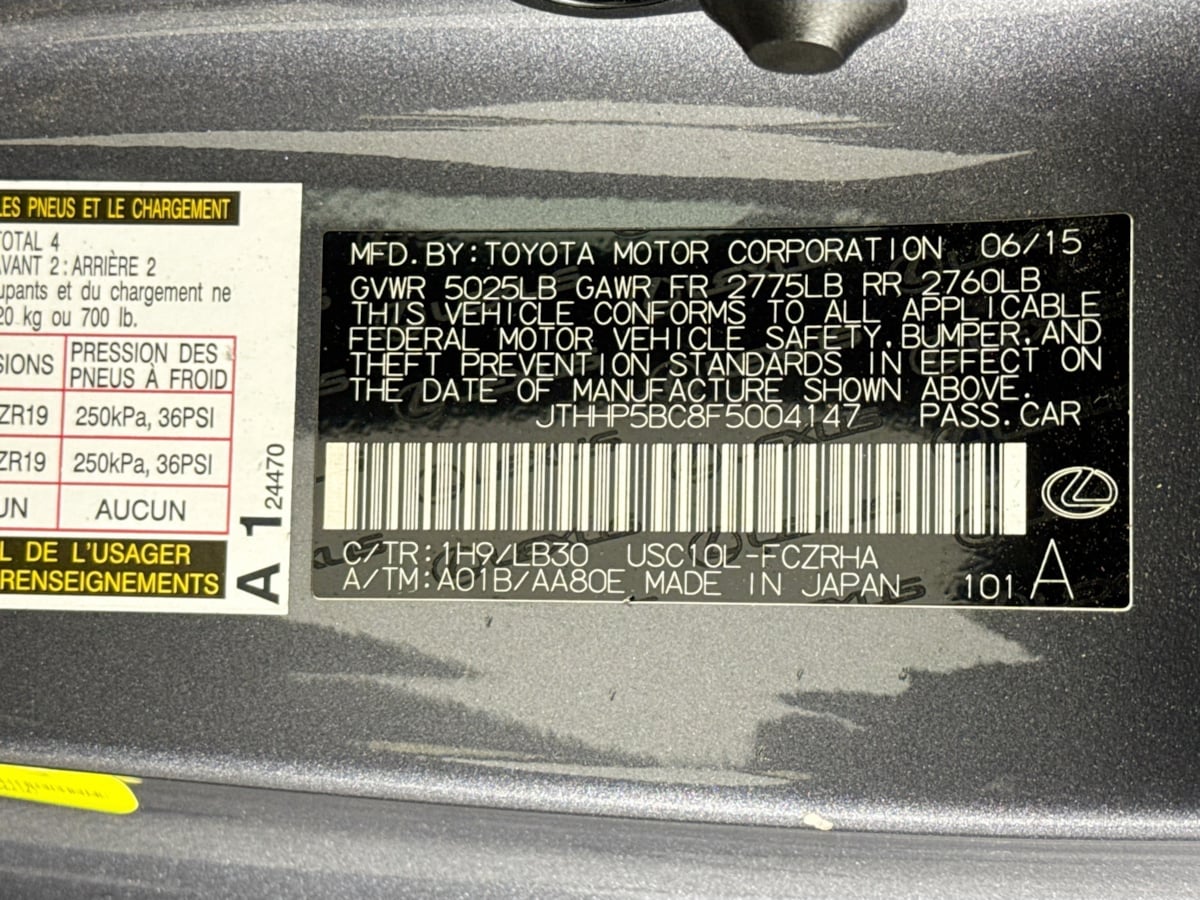 LES PNEUS ET LE CHARGEMENT
TOTAL 4
AVANT 2 : ARRIÈRE 2
upants et du chargement ne
20 kg ou 700 lb.
SIONS PRESSION DES PNEUS À FROID
ZR19 250kPa, 36PSI
ZR19 250kPa, 36PSI
UN AUCUN
L DE L'USAGER
RENSEIGNEMENTS
A 1 24470
MFD. BY: TOYOTA MOTOR CORPORATION 06/15
GVWR 5025LB GAWR FR 2775LB RR 2760LB
THIS VEHICLE CONFORMS TO ALL APPLICABLE
FEDERAL MOTOR VEHICLE SAFETY, BUMPER, AND
THEFT PREVENTION STANDARDS IN EFFECT ON
THE DATE OF MANUFACTURE SHOWN ABOVE.
JTHHP5BC8F5004147 PASS. CAR
C/TR: 1H9/LB30 USC10L-FCZRHA
A/TM: A01B/AA80E MADE IN JAPAN 101 A